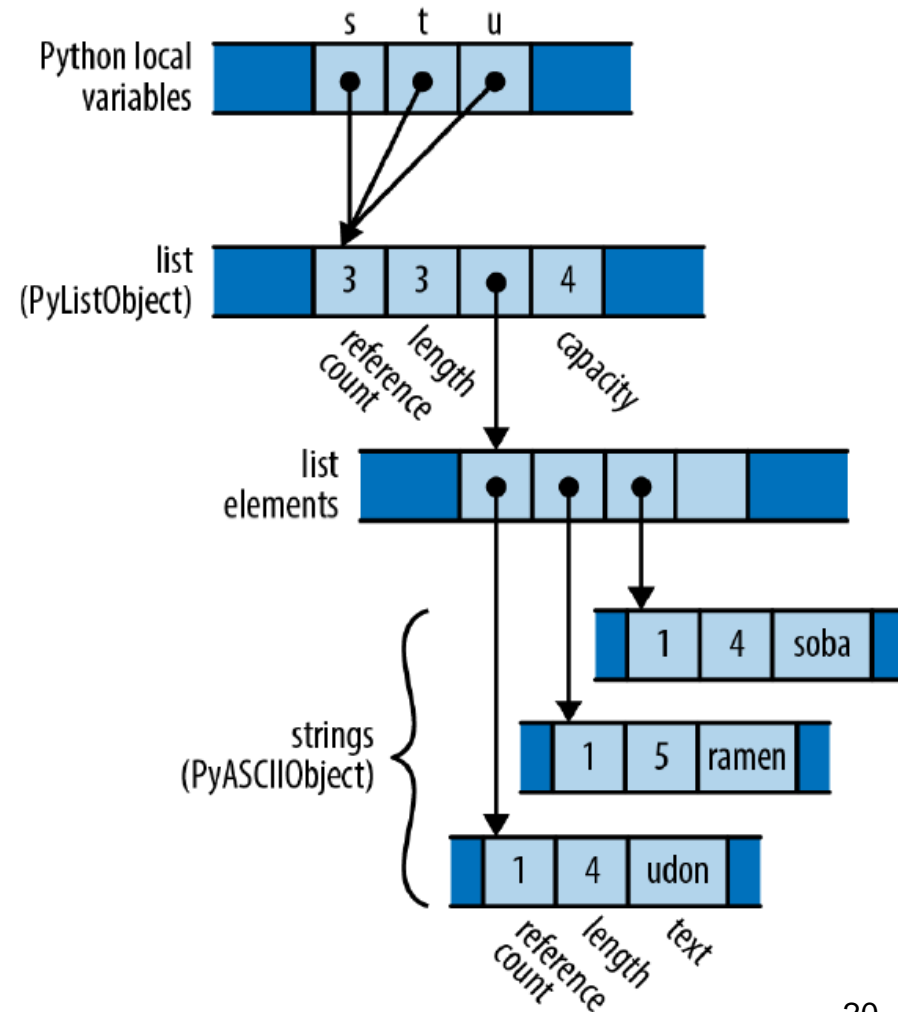 s t u
Python local
variables
list
(PyListObject)
3 3 4
reference
count
length
capacity
list
elements
1 4 soba
strings
(PyASCIIObject)
1 5 ramen
1 4 udon
reference
count
length
text